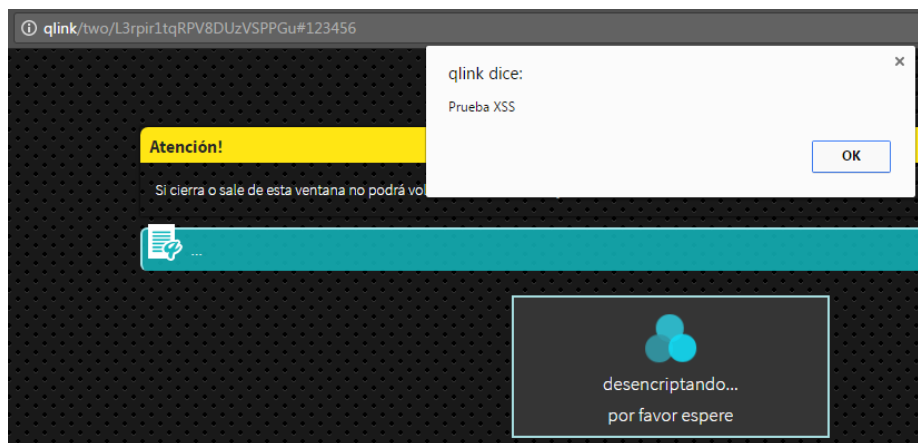 qlink/two/L3rpir1tqRPV8DUzVSPPGu#123456
qlink dice:
Prueba XSS
OK
Atención!
Si cierra o sale de esta ventana no podrá
...
desencriptando...
por favor espere